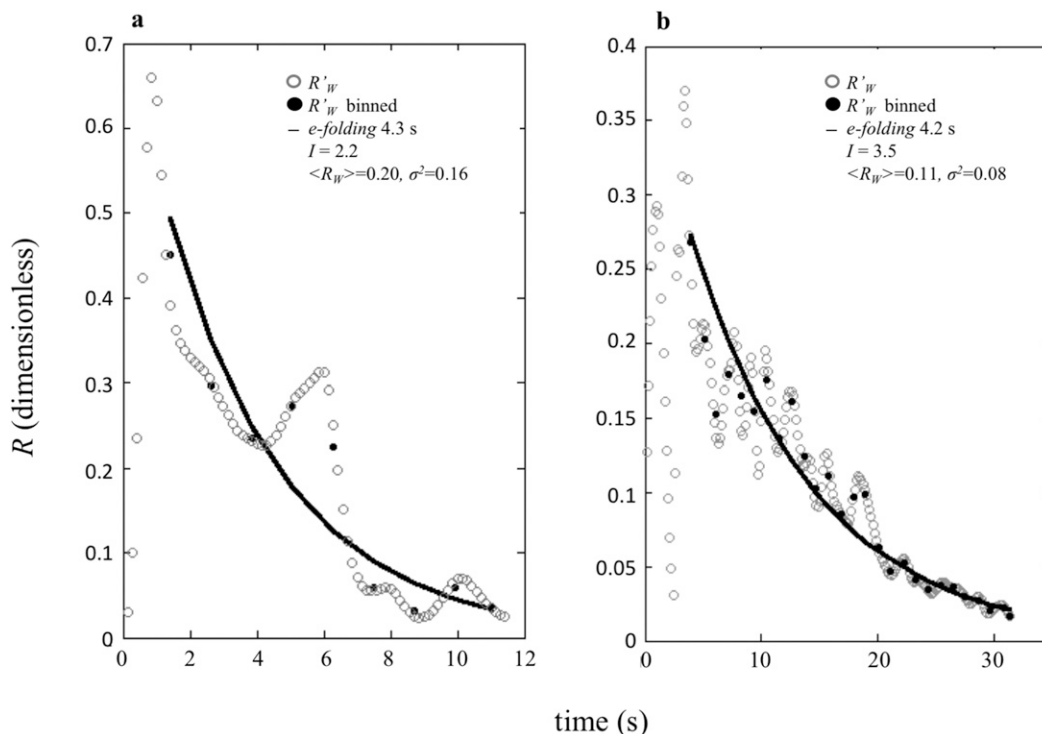 a
R (dimensionless)
0.7
0.6
0.5
0.4
0.3
0.2
0.1
0
0 2 4 6 8 10 12
R'W
R'W binned
– e-folding 4.3 s
I = 2.2
<RW>=0.20, σ²=0.16
b
0.4
0.35
0.3
0.25
0.2
0.15
0.1
0.05
0
0 10 20 30
R'W
R'W binned
– e-folding 4.2 s
I = 3.5
<RW>=0.11, σ²=0.08
time (s)